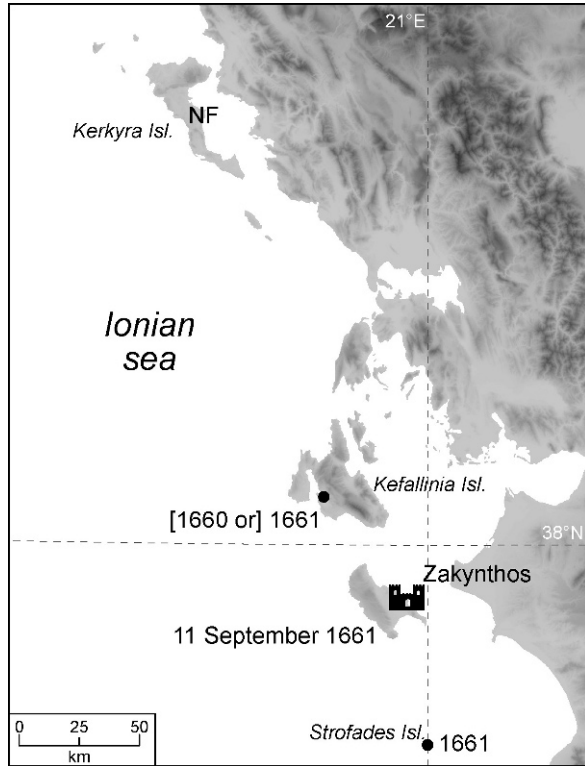 21°E
NF
Kerkyra Isl.
Ionian
sea
Kefallinia Isl.
[1660 or] 1661
38°N
Zakynthos
11 September 1661
Strofades Isl.
1661
0 25 50
km